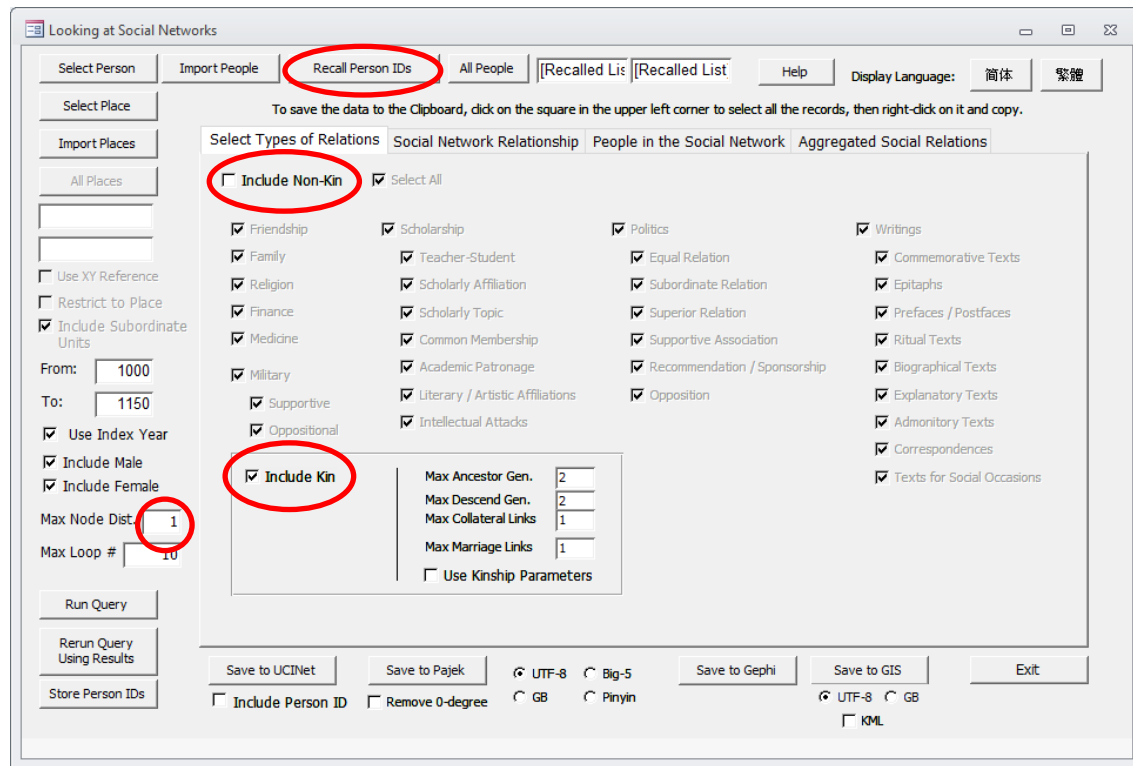 Looking at Social Networks
Select Person Import People Recall Person IDs All People [Recalled Lis [Recalled List Help Display Language: 简体 繁體
Select Place To save the data to the Clipboard, click on the square in the upper left corner to select all the records, then right-click on it and copy.
Import Places Select Types of Relations Social Network Relationship People in the Social Network Aggregated Social Relations
All Places Include Non-Kin Select All
Friendship Scholarship Politics Writings
Family Teacher-Student Equal Relation Commemorative Texts
Use XY Reference Religion Scholarly Affiliation Subordinate Relation Epitaphs
Restrict to Place Finance Scholarly Topic Superior Relation Prefaces / Postfaces
Include Subordinate
Units Medicine Common Membership Supportive Association Ritual Texts
From: 1000 Military Academic Patronage Recommendation / Sponsorship Biographical Texts
To: 1150 Supportive Literary / Artistic Affiliations Opposition Explanatory Texts
Use Index Year Oppositional Intellectual Attacks Admonitory Texts
Correspondences
Include Male Include Kin Max Ancestor Gen. 2 Texts for Social Occasions
Include Female Max Descend Gen. 2
Max Node Dist. 1 Max Collateral Links 1
Max Loop # 10 Max Marriage Links 1
Use Kinship Parameters
Run Query
Rerun Query
Using Results
Save to UCINet Save to Pajek UTF-8 Big-5 Save to Gephi Save to GIS Exit
Store Person IDs Include Person ID Remove 0-degree GB Pinyin UTF-8 GB
KML